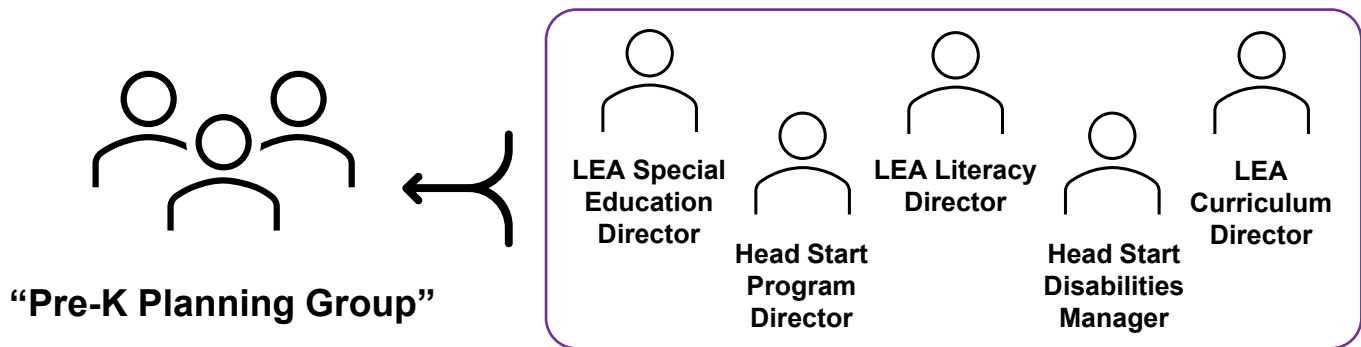 “Pre-K Planning Group”
LEA Special
Education
Director
Head Start
Program
Director
LEA Literacy
Director
Head Start
Disabilities
Manager
LEA
Curriculum
Director